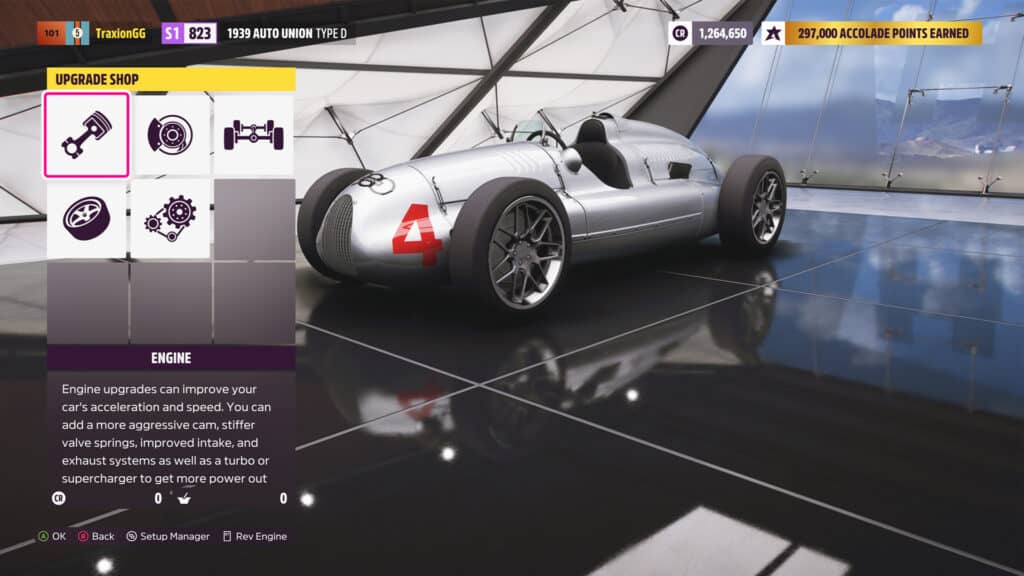 101 5 TraxionGG S1 823 1939 AUTO UNION TYPE D CR 1,264,650 297,000 ACCOLADE POINTS EARNED
UPGRADE SHOP
4
ENGINE
Engine upgrades can improve your
car's acceleration and speed. You can
add a more aggressive cam, stiffer
valve springs, improved intake, and
exhaust systems as well as a turbo or
supercharger to get more power out
CR 0 0
A OK B Back Setup Manager Rev Engine